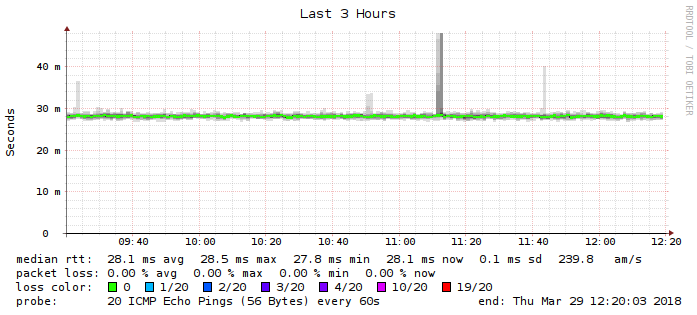 Last 3 Hours
RRDTOOL / TOBI OETIKER
Seconds
40 m
30 m
20 m
10 m
0
09:40 10:00 10:20 10:40 11:00 11:20 11:40 12:00 12:20
median rtt: 28.1 ms avg 28.5 ms max 27.8 ms min 28.1 ms now 0.1 ms sd 239.8 am/s
packet loss: 0.00 % avg 0.00 % max 0.00 % min 0.00 % now
loss color: 0 1/20 2/20 3/20 4/20 10/20 19/20
probe: 20 ICMP Echo Pings (56 Bytes) every 60s end: Thu Mar 29 12:20:03 2018